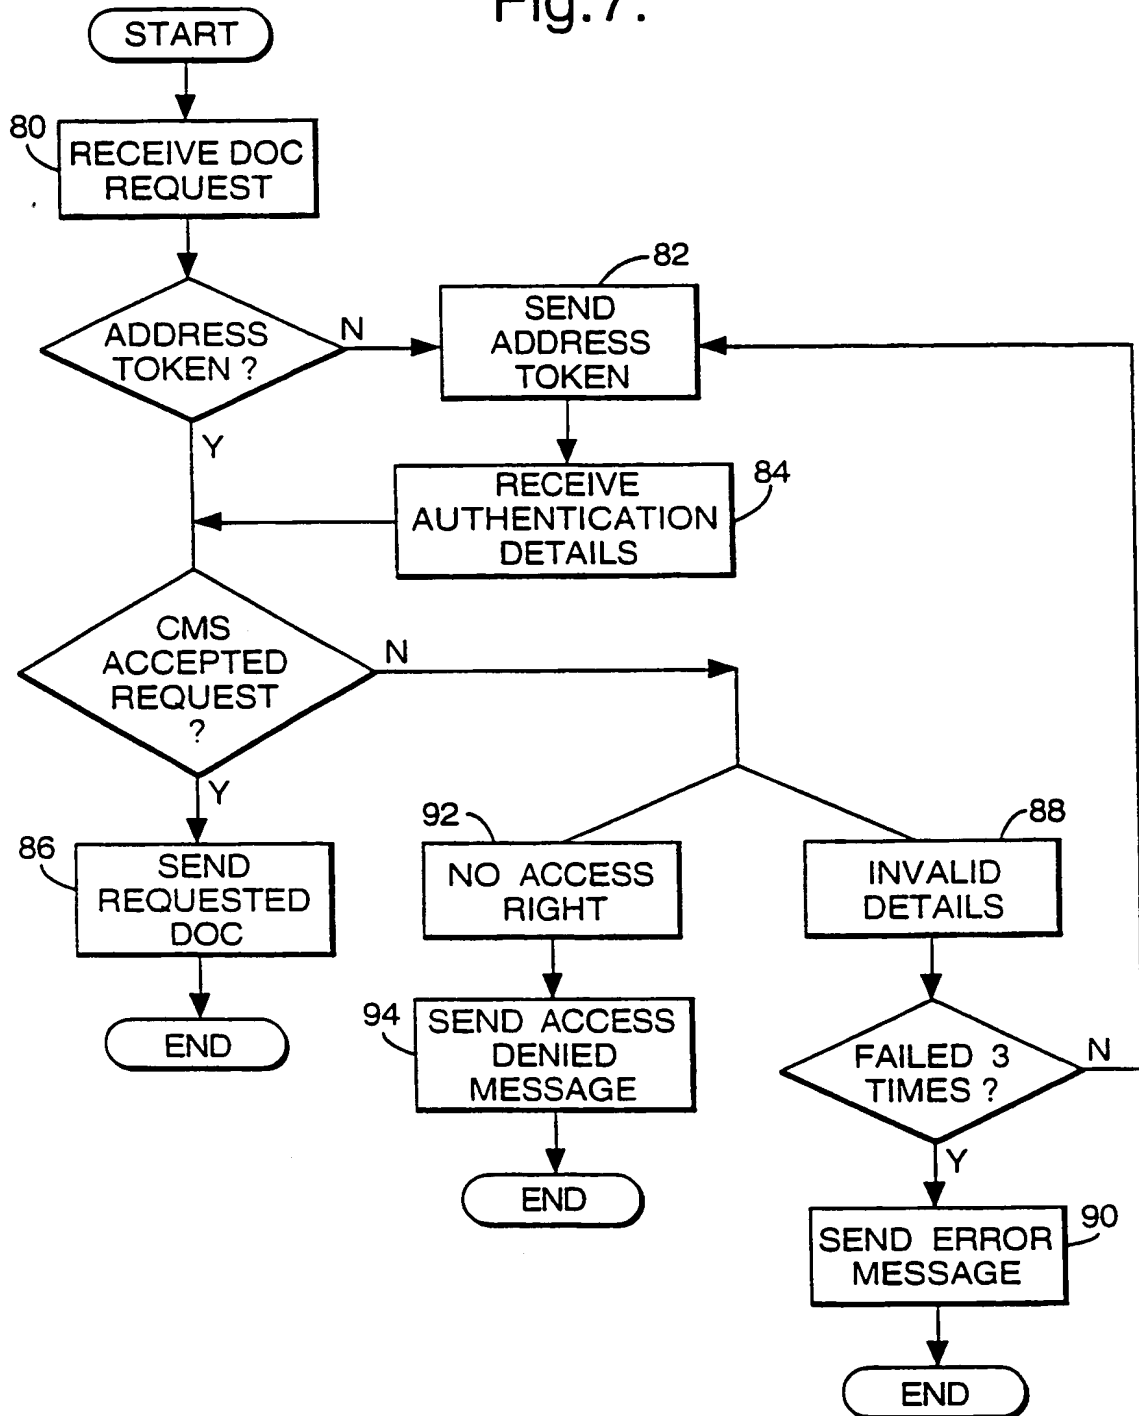 Fig.7.
START
80
RECEIVE DOC
REQUEST
82
SEND
ADDRESS
TOKEN
ADDRESS
TOKEN ?
N
Y
84
RECEIVE
AUTHENTICATION
DETAILS
CMS
ACCEPTED
REQUEST
?
N
Y
86
SEND
REQUESTED
DOC
END
92
NO ACCESS
RIGHT
94
SEND ACCESS
DENIED
MESSAGE
END
88
INVALID
DETAILS
FAILED 3
TIMES ?
N
Y
90
SEND ERROR
MESSAGE
END